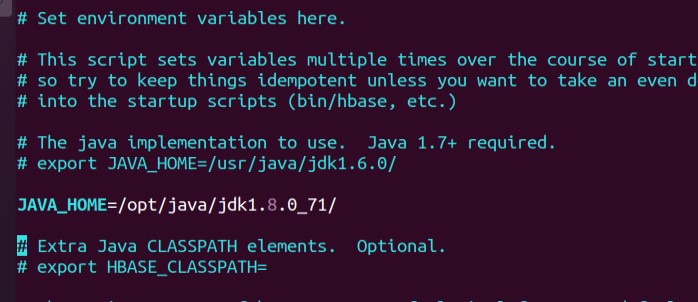 # Set environment variables here.
# This script sets variables multiple times over the course of start
# so try to keep things idempotent unless you want to take an even d
# into the startup scripts (bin/hbase, etc.)
# The java implementation to use.  Java 1.7+ required.
# export JAVA_HOME=/usr/java/jdk1.6.0/
JAVA_HOME=/opt/java/jdk1.8.0_71/
# Extra Java CLASSPATH elements.  Optional.
# export HBASE_CLASSPATH=